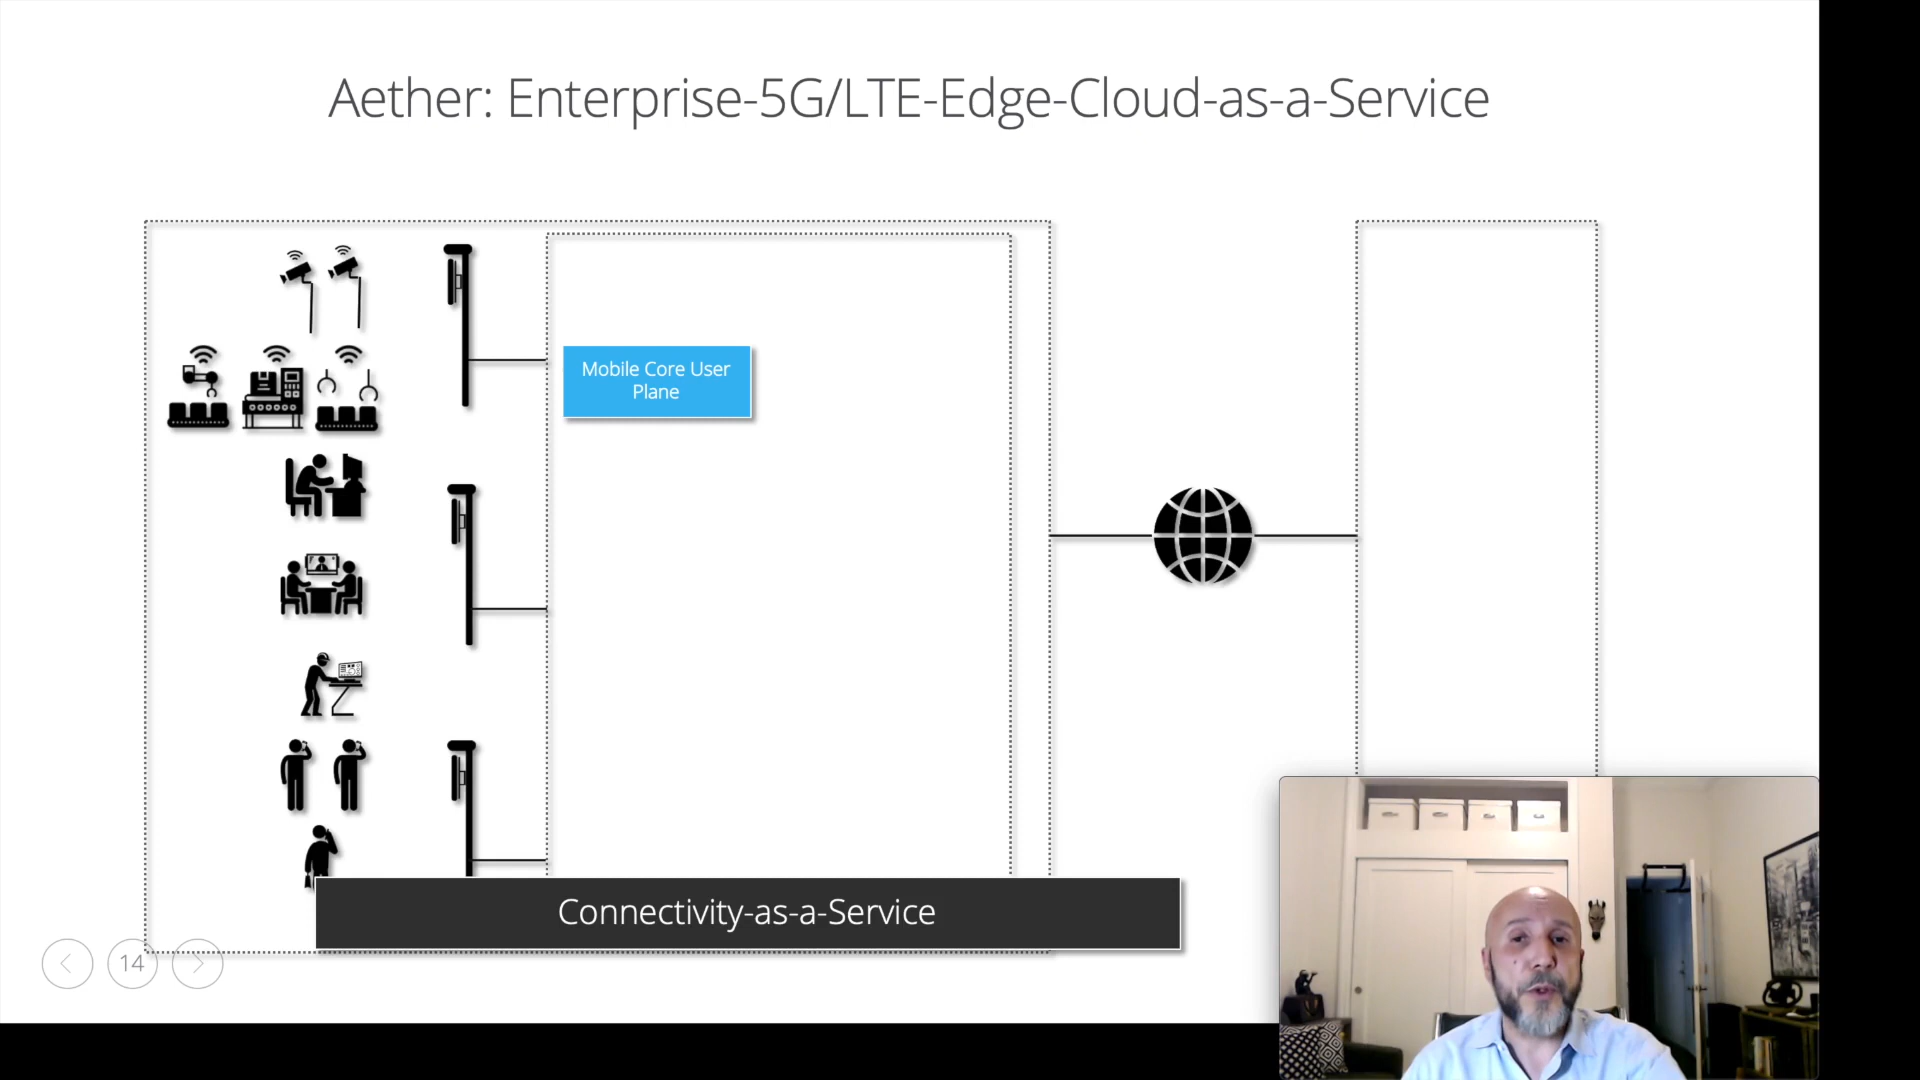 Aether: Enterprise-5G/LTE-Edge-Cloud-as-a-Service
Mobile Core User
Plane
Connectivity-as-a-Service
14